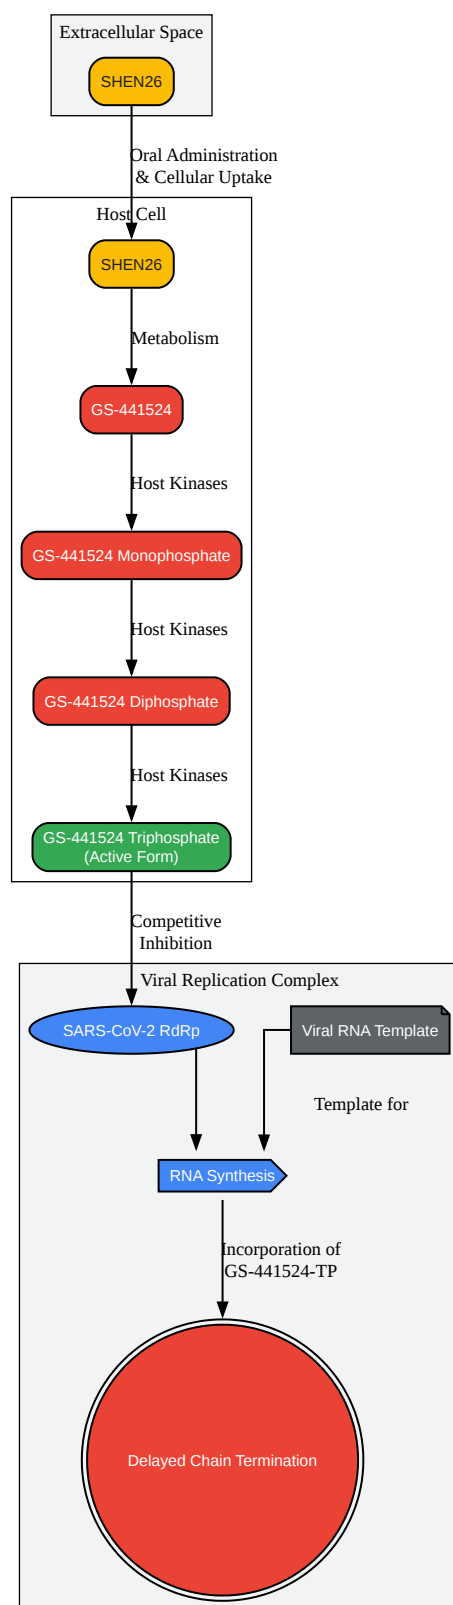 Extracellular Space
SHEN26
Oral Administration
& Cellular Uptake
Host Cell
SHEN26
Metabolism
GS-441524
Host Kinases
GS-441524 Monophosphate
Host Kinases
GS-441524 Diphosphate
Host Kinases
GS-441524 Triphosphate
(Active Form)
Competitive
Inhibition
Viral Replication Complex
SARS-CoV-2 RdRp
Viral RNA Template
Template for
RNA Synthesis
Incorporation of
GS-441524-TP
Delayed Chain Termination